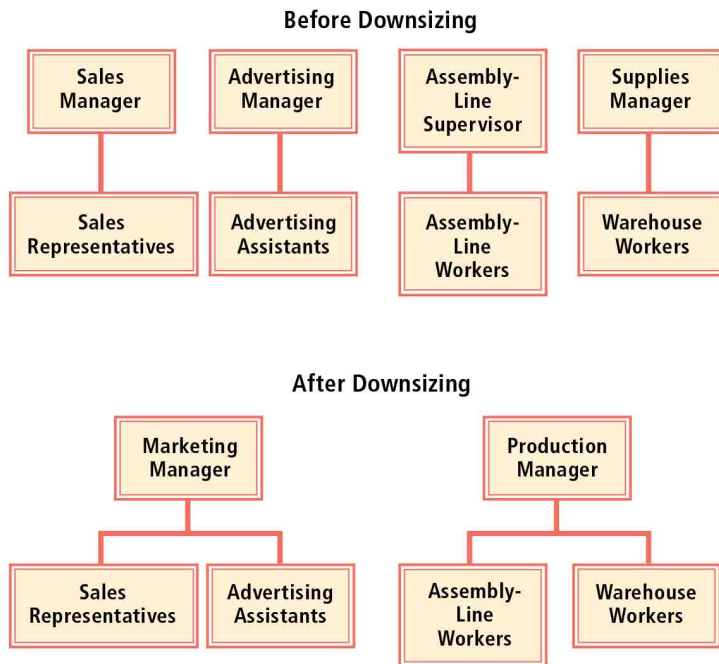 Before Downsizing
Sales
Manager
Advertising
Manager
Assembly-
Line
Supervisor
Supplies
Manager
Sales
Representatives
Advertising
Assistants
Assembly-
Line
Workers
Warehouse
Workers
After Downsizing
Marketing
Manager
Production
Manager
Sales
Representatives
Advertising
Assistants
Assembly-
Line
Workers
Warehouse
Workers